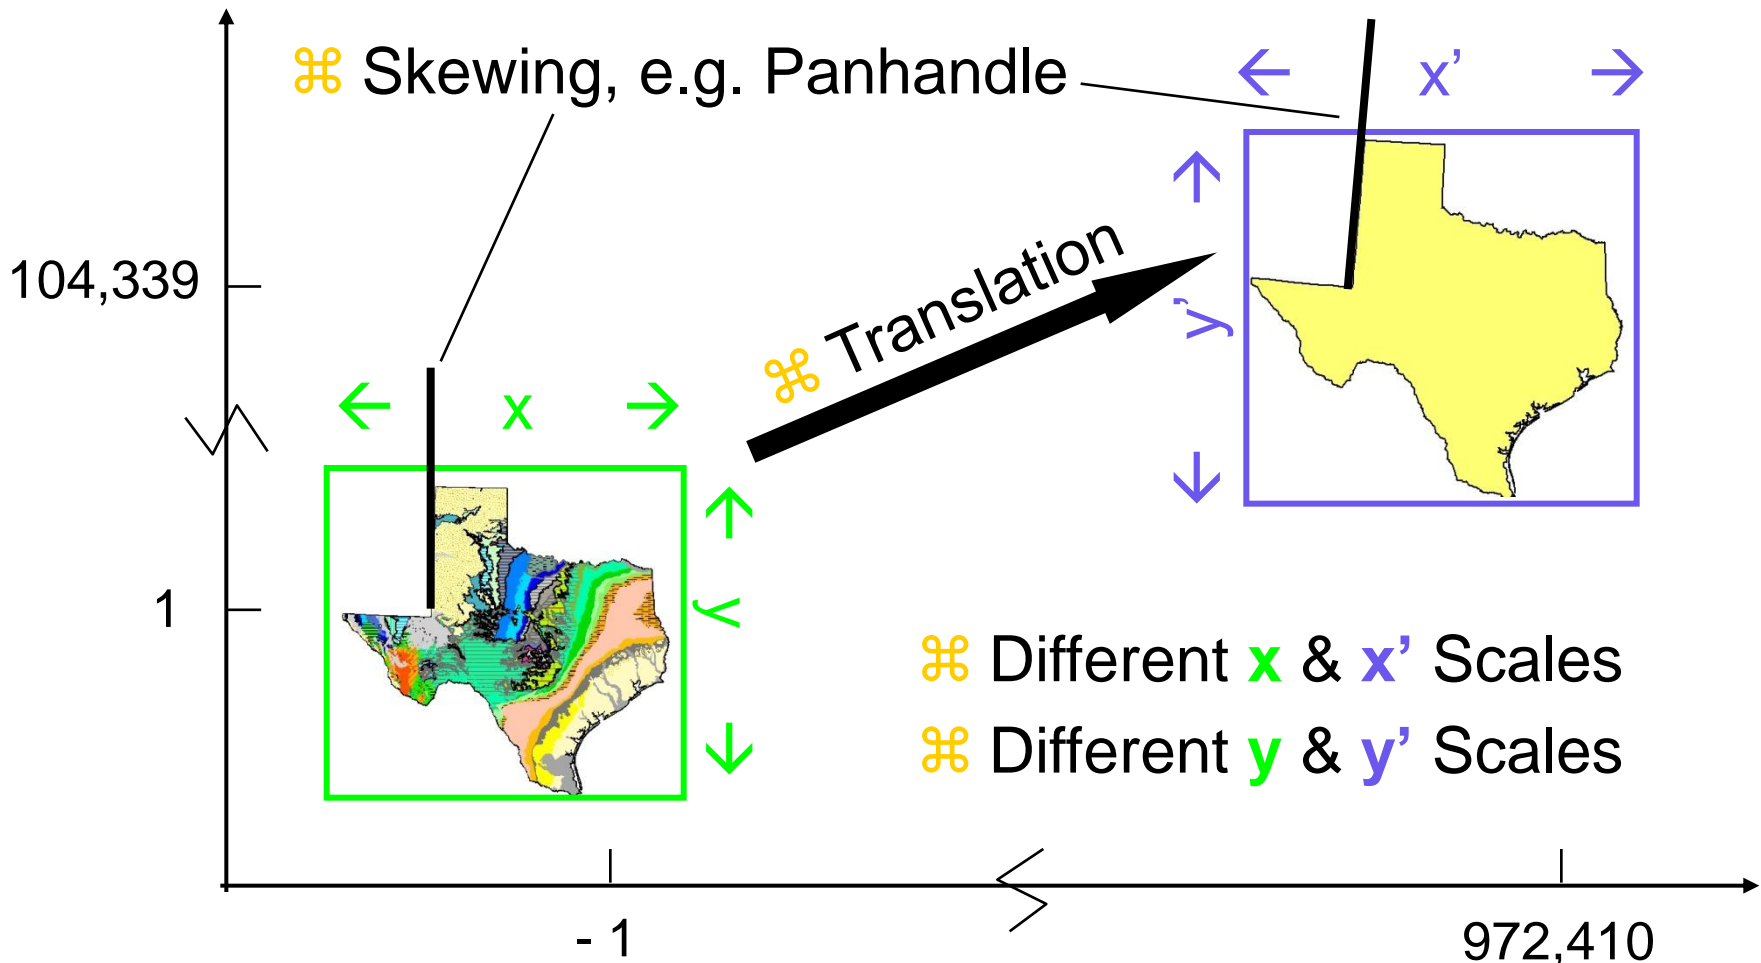 ⌘ Skewing, e.g. Panhandle
x’
y’
⌘ Translation
104,339
x
y
1
⌘ Different x & x’ Scales
⌘ Different y & y’ Scales
- 1
972,410